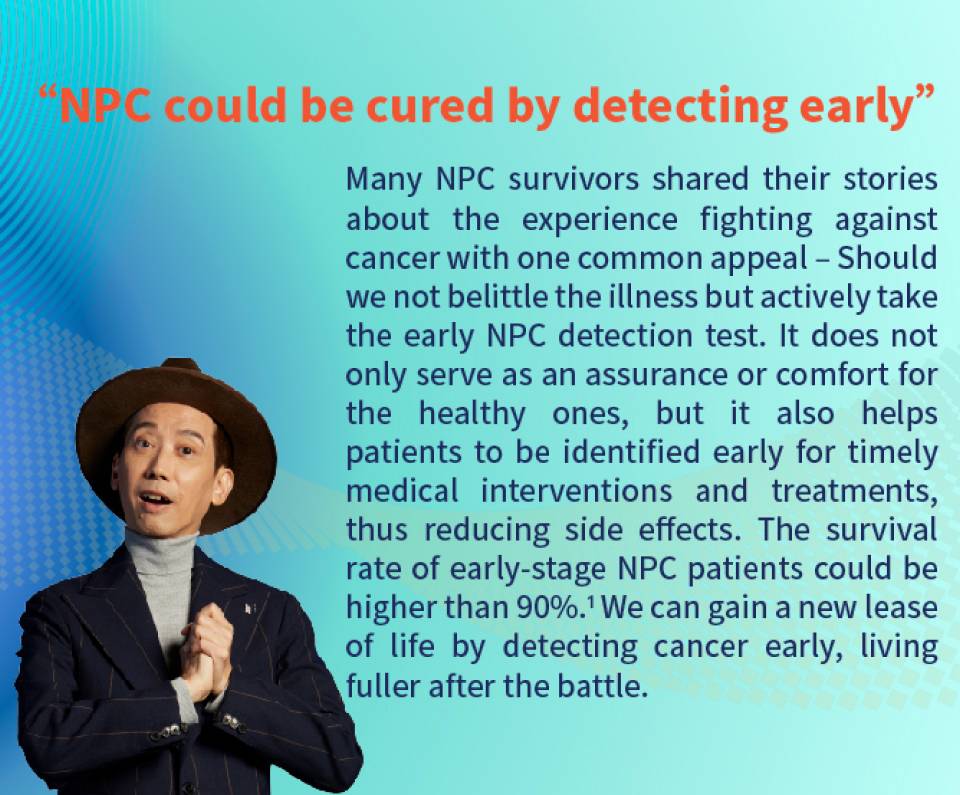 “NPC could be cured by detecting early”
Many NPC survivors shared their stories
about the experience fighting against
cancer with one common appeal – Should
we not belittle the illness but actively take
the early NPC detection test. It does not
only serve as an assurance or comfort for
the healthy ones, but it also helps
patients to be identified early for timely
medical interventions and treatments,
thus reducing side effects. The survival
rate of early-stage NPC patients could be
higher than 90%.¹ We can gain a new lease
of life by detecting cancer early, living
fuller after the battle.